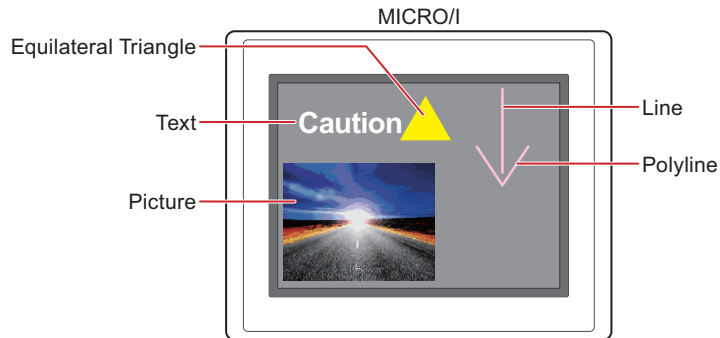 MICRO/I
Equilateral Triangle
Text
Caution
Line
Polyline
Picture